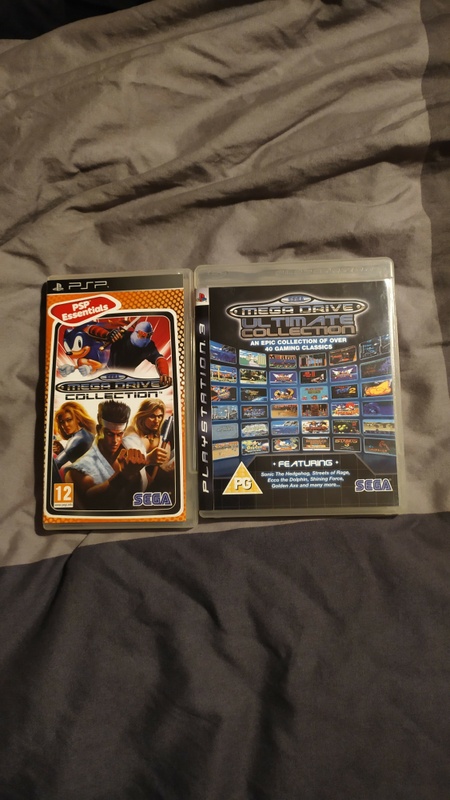 PSP
PSP
Essentials
SEGA
MEGA DRIVE
COLLECTION
12
SEGA
PLAYSTATION 3
SEGA
MEGA DRIVE
ULTIMATE
COLLECTION
AN EPIC COLLECTION OF OVER
40 GAMING CLASSICS
• FEATURING •
Sonic The Hedgehog, Streets of Rage,
Ecco the Dolphin, Shining Force,
Golden Axe and many more...
PG
SEGA